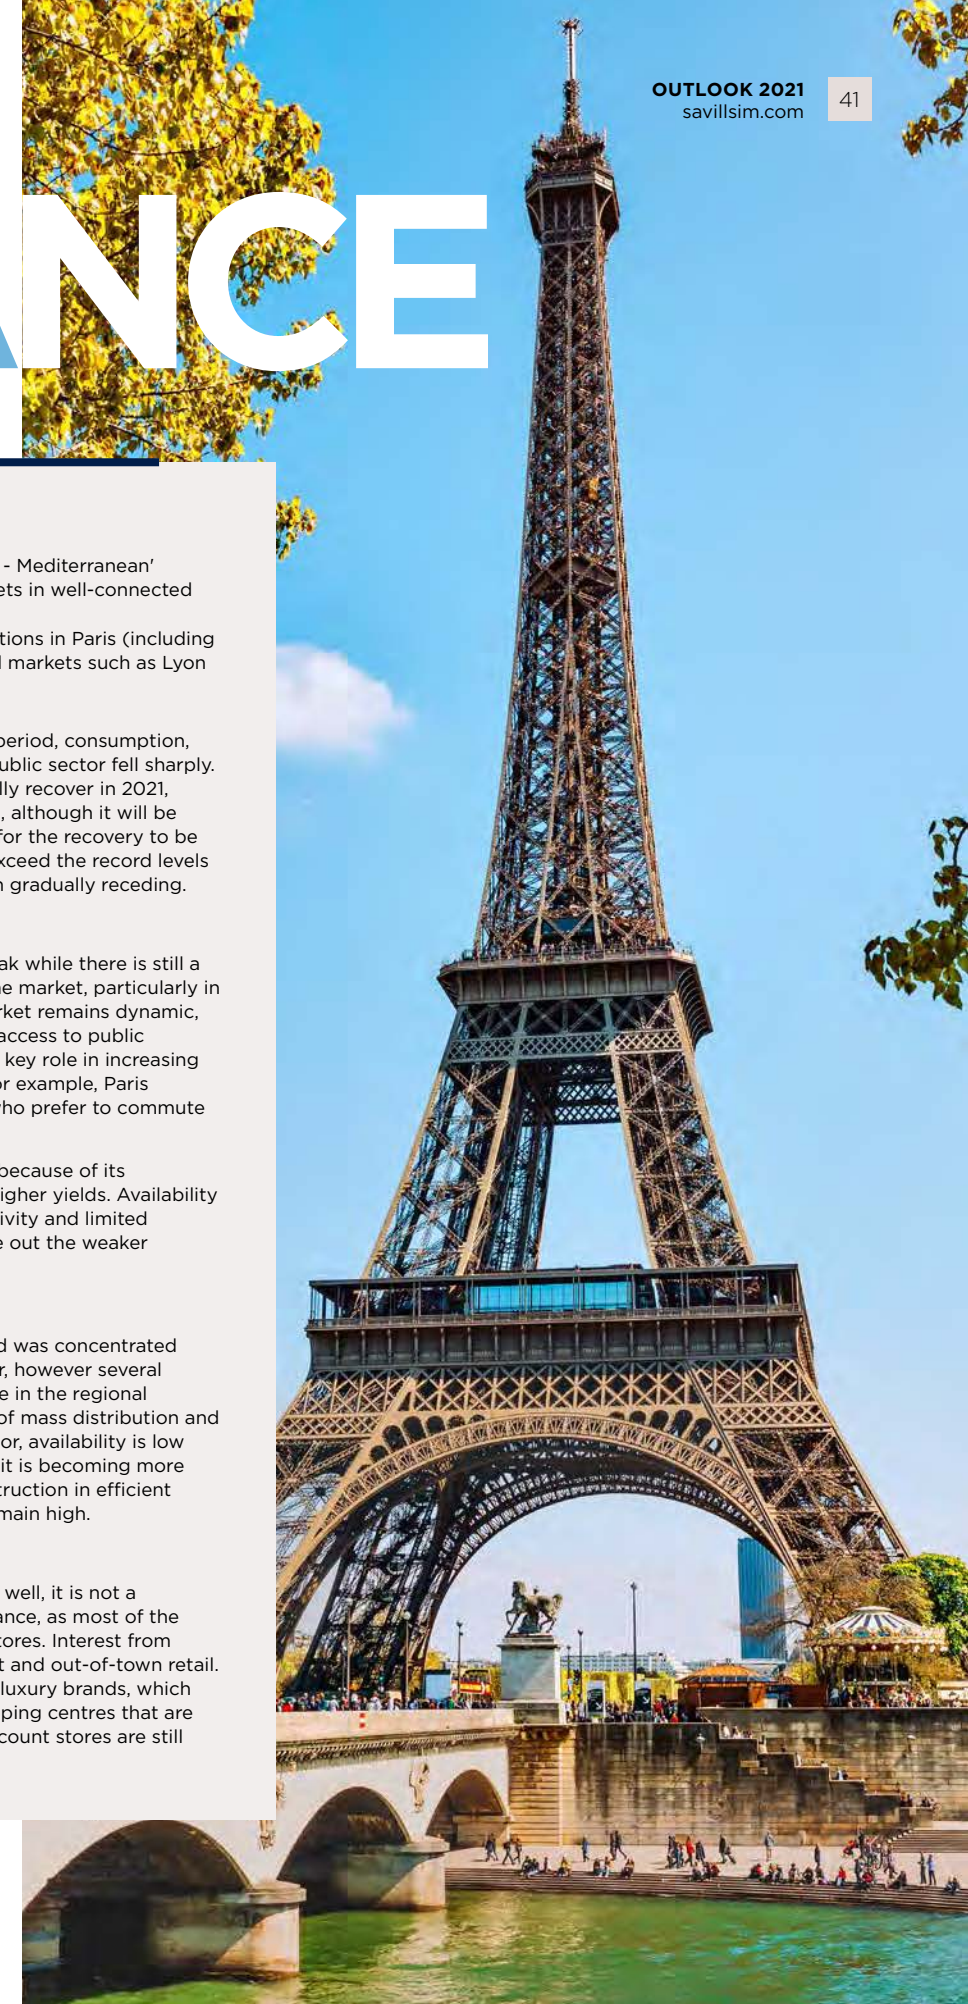 OUTLOOK 2021
savillsim.com
41
ANCE
- Mediterranean'
ets in well-connected
tions in Paris (including
l markets such as Lyon
period, consumption,
ublic sector fell sharply.
lly recover in 2021,
, although it will be
for the recovery to be
xceed the record levels
n gradually receding.
ak while there is still a
e market, particularly in
rket remains dynamic,
access to public
key role in increasing
or example, Paris
who prefer to commute
because of its
igher yields. Availability
ivity and limited
e out the weaker
d was concentrated
r, however several
e in the regional
of mass distribution and
or, availability is low
it is becoming more
truction in efficient
main high.
well, it is not a
ance, as most of the
tores. Interest from
t and out-of-town retail.
luxury brands, which
ping centres that are
count stores are still